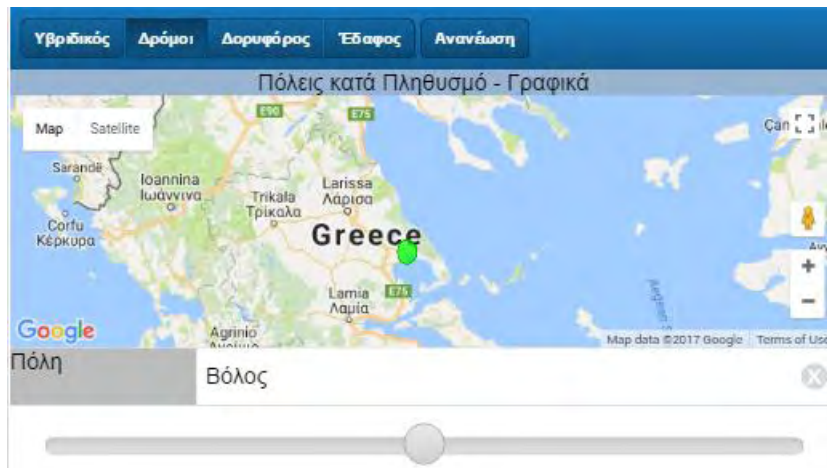 Υβριδικός Δρόμοι Δορυφόρος Έδαφος Ανανέωση
Πόλεις κατά Πληθυσμό - Γραφικά
E90 E75
Map Satellite
Sarandë
Ioannina
Ιωάννινα
Trikala
Τρίκαλα
Larissa
Λάρισα
Corfu
Κέρκυρα
Greece
Lamia
Λαμία
E75
Google
Agrinio
Map data ©2017 Google Terms of Use
Πόλη
Βόλος